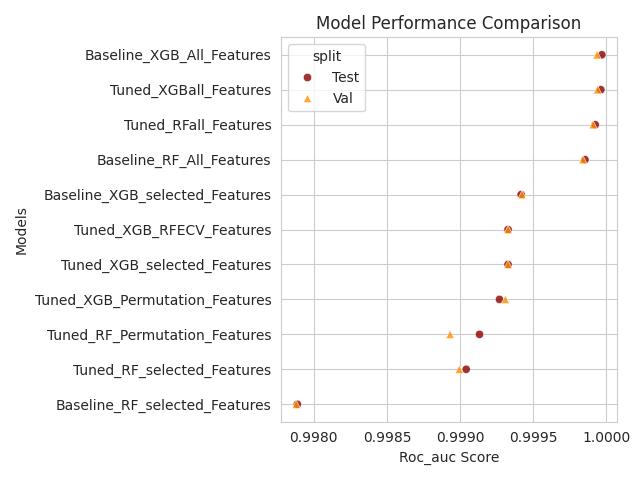 Model Performance Comparison
split
Test
Val
Baseline_XGB_All_Features
Tuned_XGBall_Features
Tuned_RFall_Features
Baseline_RF_All_Features
Baseline_XGB_selected_Features
Tuned_XGB_RFECV_Features
Tuned_XGB_selected_Features
Tuned_XGB_Permutation_Features
Tuned_RF_Permutation_Features
Tuned_RF_selected_Features
Baseline_RF_selected_Features
Models
0.9980 0.9985 0.9990 0.9995 1.0000
Roc_auc Score